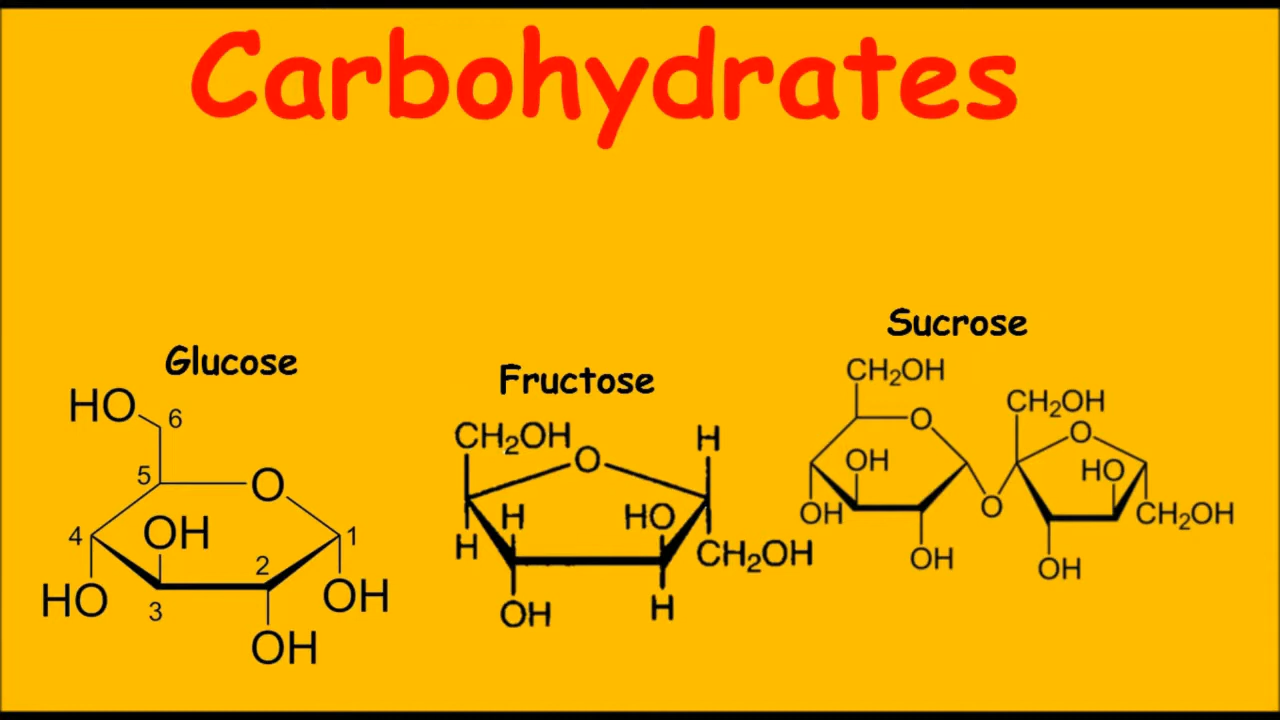 Carbohydrates
Glucose
HO
6
5
O
4
OH
1
2
HO
3
OH
OH
Fructose
CH₂OH
O
H
H
HO
H
CH₂OH
OH
H
Sucrose
CH₂OH
O
OH
OH
OH
O
CH₂OH
O
HO
CH₂OH
OH